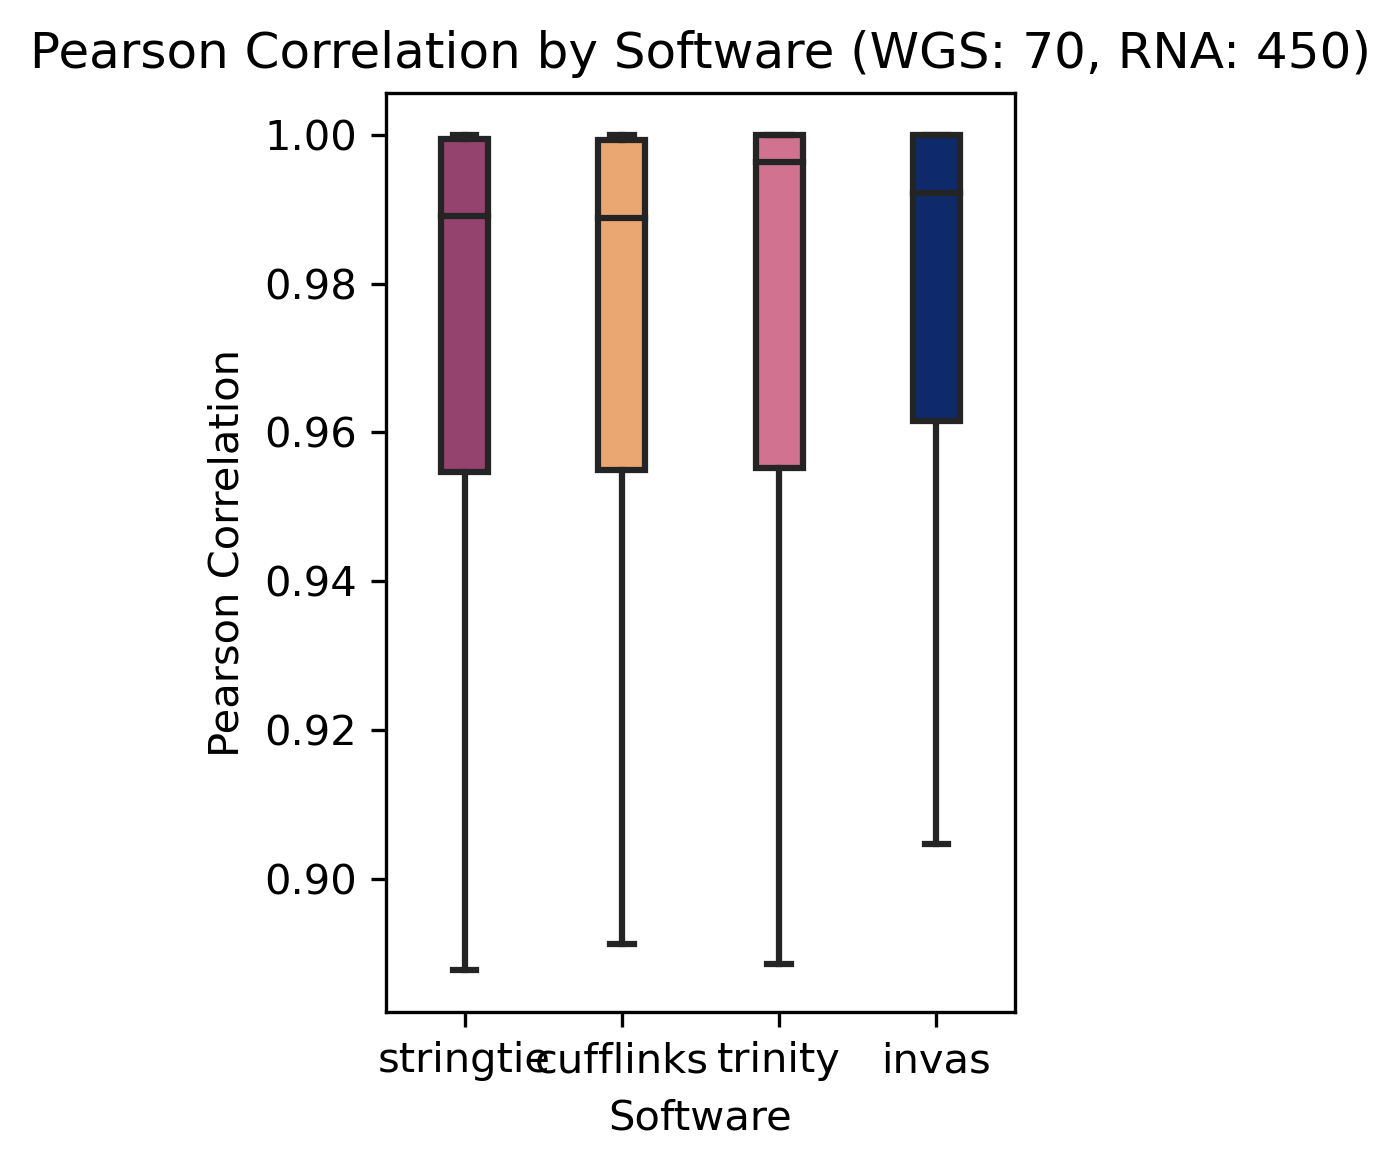 Pearson Correlation by Software (WGS: 70, RNA: 450)
1.00
0.98
0.96
0.94
0.92
0.90
Pearson Correlation
stringtie cufflinks trinity invas
Software